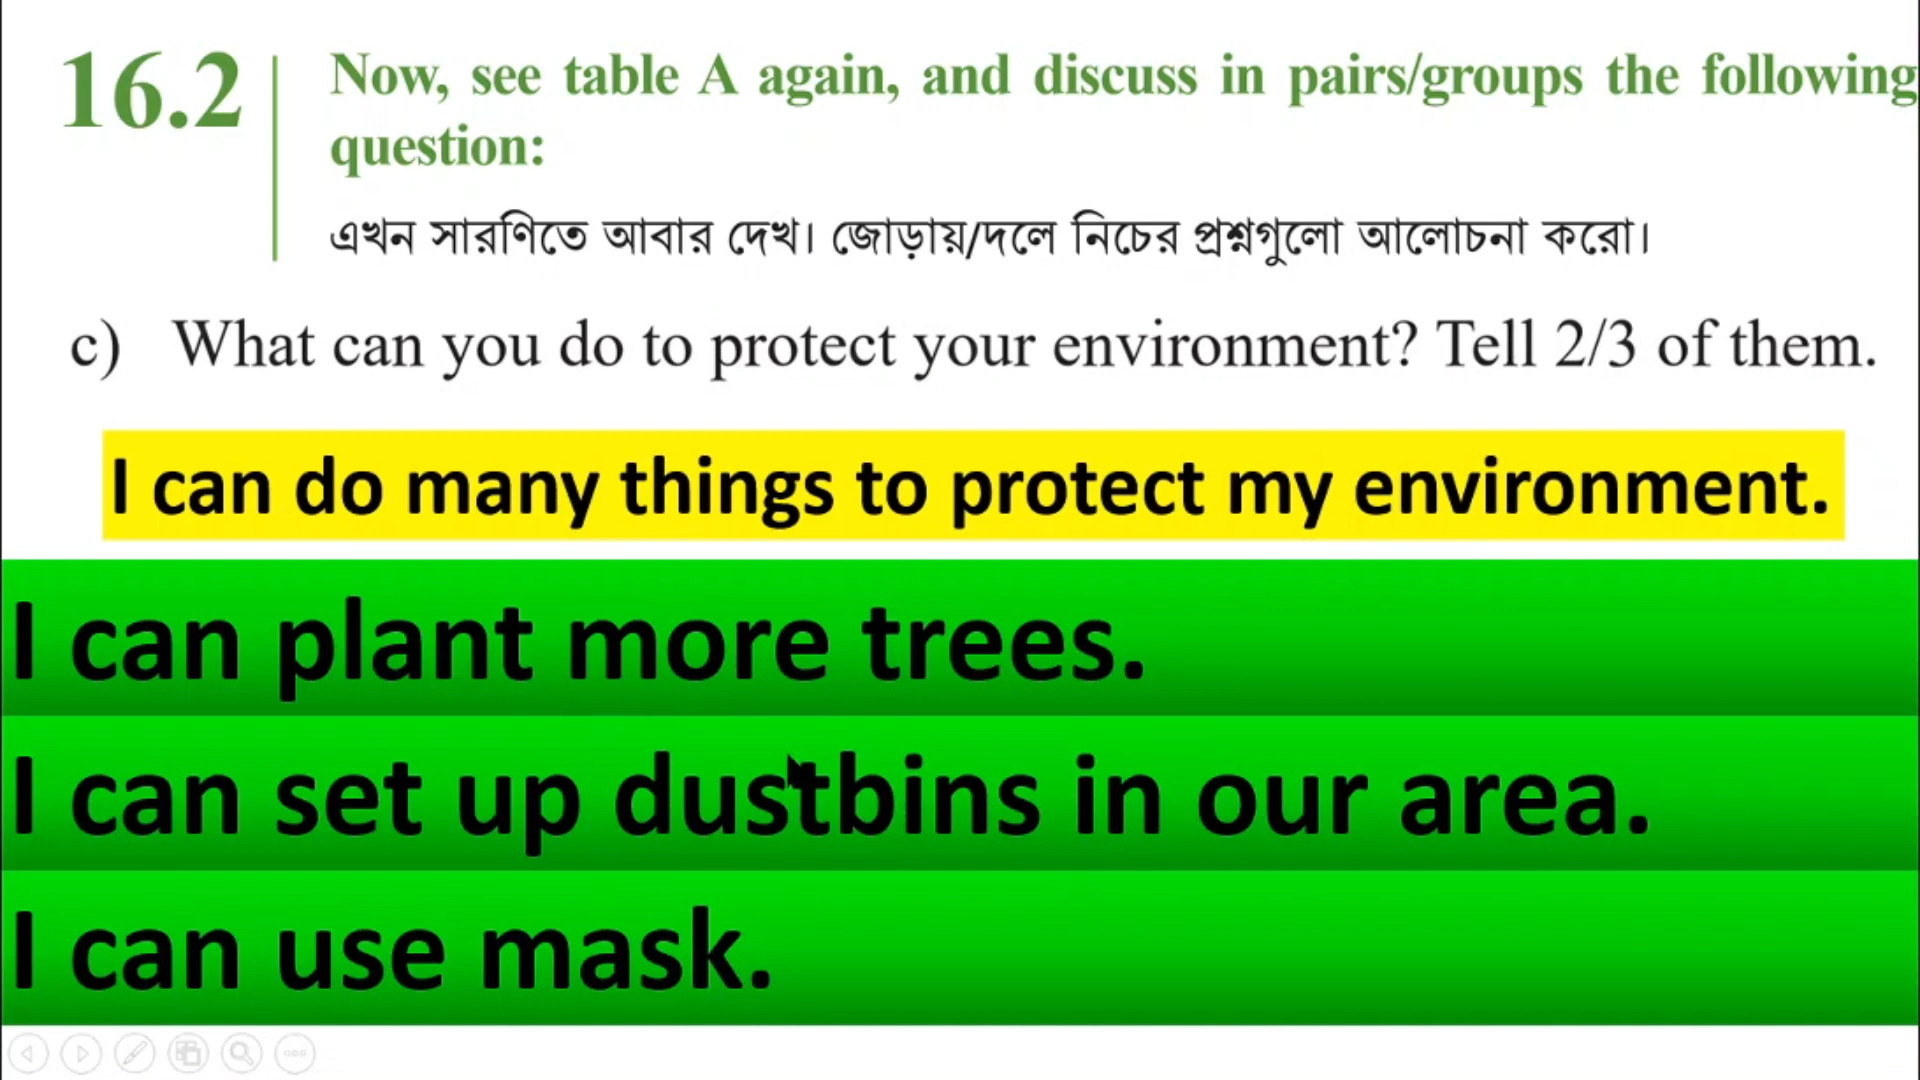 16.2
Now, see table A again, and discuss in pairs/groups the following
question:
এখন সারণিতে আবার দেখ। জোড়ায়/দলে নিচের প্রশ্নগুলো আলোচনা করো।
c) What can you do to protect your environment? Tell 2/3 of them.
I can do many things to protect my environment.
I can plant more trees.
I can set up dustbins in our area.
I can use mask.